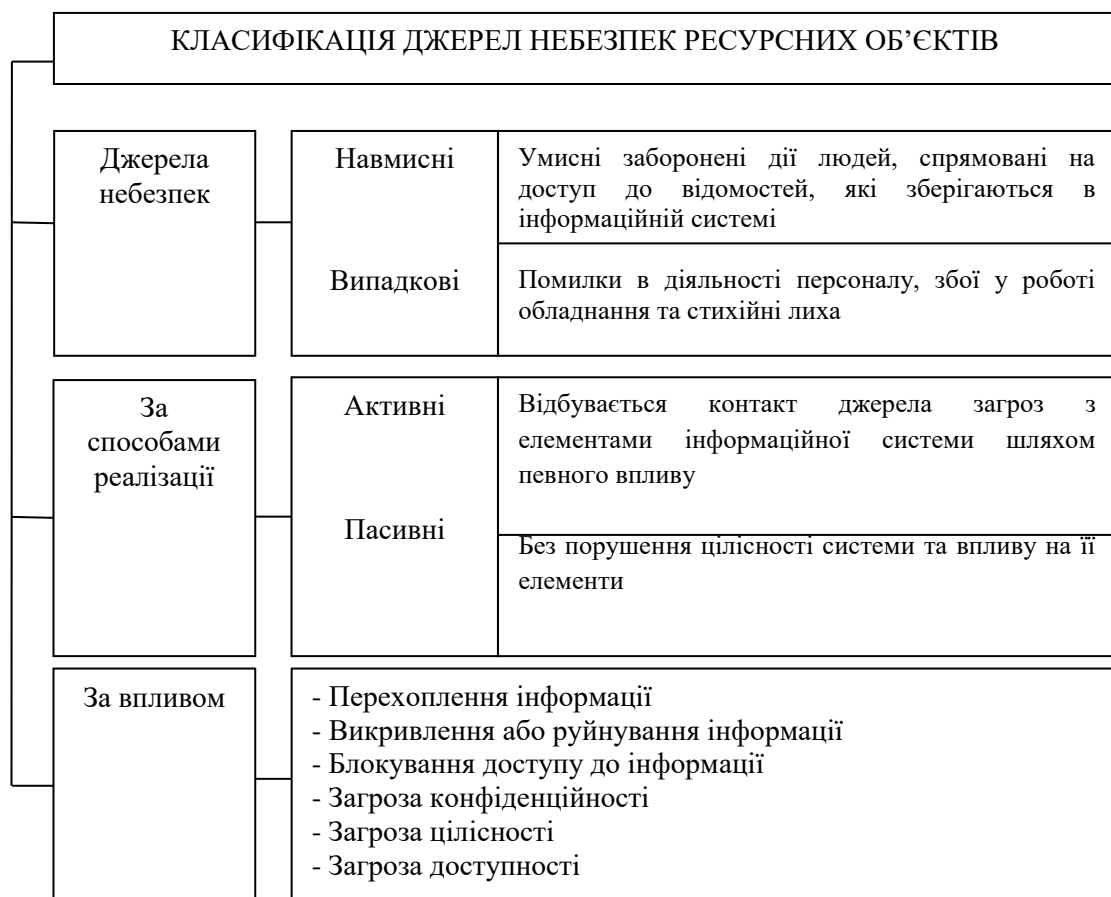 КЛАСИФІКАЦІЯ ДЖЕРЕЛ НЕБЕЗПЕК РЕСУРСНИХ ОБ’ЄКТІВ
Джерела
небезпек
Навмисні
Умисні заборонені дії людей, спрямовані на
доступ до відомостей, які зберігаються в
інформаційній системі
Випадкові
Помилки в діяльності персоналу, збої у роботі
обладнання та стихійні лиха
За
способами
реалізації
Активні
Відбувається контакт джерела загроз з
елементами інформаційної системи шляхом
певного впливу
Пасивні
Без порушення цілісності системи та впливу на її
елементи
За впливом
- Перехоплення інформації
- Викривлення або руйнування інформації
- Блокування доступу до інформації
- Загроза конфіденційності
- Загроза цілісності
- Загроза доступності